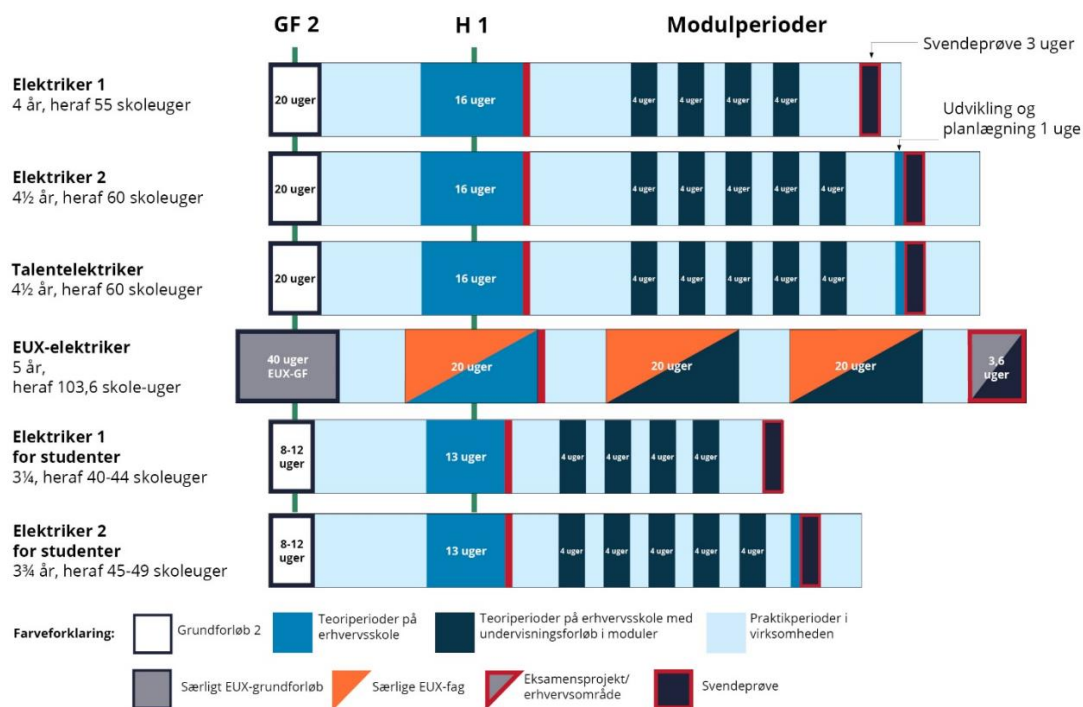 GF 2
H 1
Modulperioder
Svendeprøve 3 uger
Elektriker 1
4 år, heraf 55 skoleuger
20 uger
16 uger
4 uger
4 uger
4 uger
4 uger
Udvikling og
planlægning 1 uge
Elektriker 2
4½ år, heraf 60 skoleuger
20 uger
16 uger
4 uger
4 uger
4 uger
4 uger
4 uger
Talentelektriker
4½ år, heraf 60 skoleuger
20 uger
16 uger
4 uger
4 uger
4 uger
4 uger
4 uger
EUX-elektriker
5 år,
heraf 103,6 skole-uger
40 uger
EUX-GF
20 uger
20 uger
20 uger
3,6
uger
Elektriker 1
for studenter
3¼, heraf 40-44 skoleuger
8-12
uger
13 uger
4 uger
4 uger
4 uger
4 uger
Elektriker 2
for studenter
3¾ år, heraf 45-49 skoleuger
8-12
uger
13 uger
4 uger
4 uger
4 uger
4 uger
4 uger
Farveforklaring:
Grundforløb 2
Teoriperioder på
erhvervsskole
Teoriperioder på erhvervsskole med
undervisningsforløb i moduler
Praktikperioder i
virksomheden
Særligt EUX-grundforløb
Særlige EUX-fag
Eksamensprojekt/
erhvervsområde
Svendeprøve